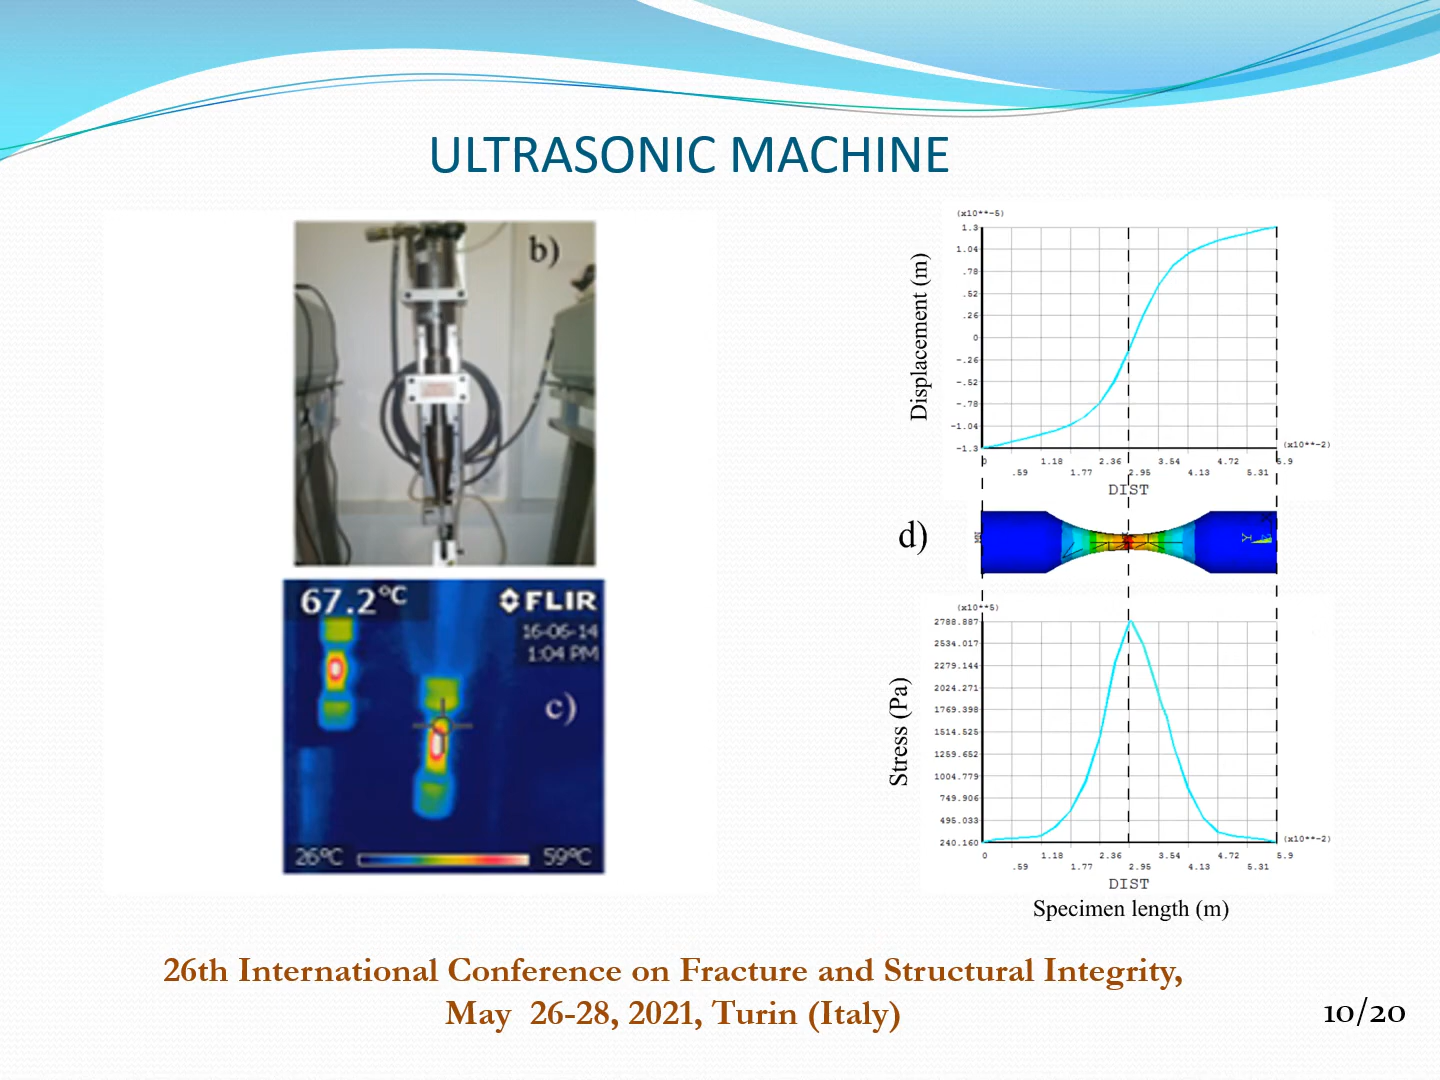 ULTRASONIC MACHINE
b)
67.2°C
FLIR
16-06-14
1:04 PM
c)
26°C
59°C
(x10**-5)
1.3
1.04
.78
.52
.26
0
-.26
-.52
-.78
-1.04
-1.3
Displacement (m)
(x10**-2)
0 1.18 2.36 3.54 4.72 5.9
.59 1.77 2.95 4.13 5.31
DIST
d)
Y
(x10**5)
2788.887
2534.017
2279.144
2024.271
1769.398
1514.525
1259.652
1004.779
749.906
495.033
240.160
Stress (Pa)
(x10**-2)
0 1.18 2.36 3.54 4.72 5.9
.59 1.77 2.95 4.13 5.31
DIST
Specimen length (m)
26th International Conference on Fracture and Structural Integrity,
May 26-28, 2021, Turin (Italy)
10/20